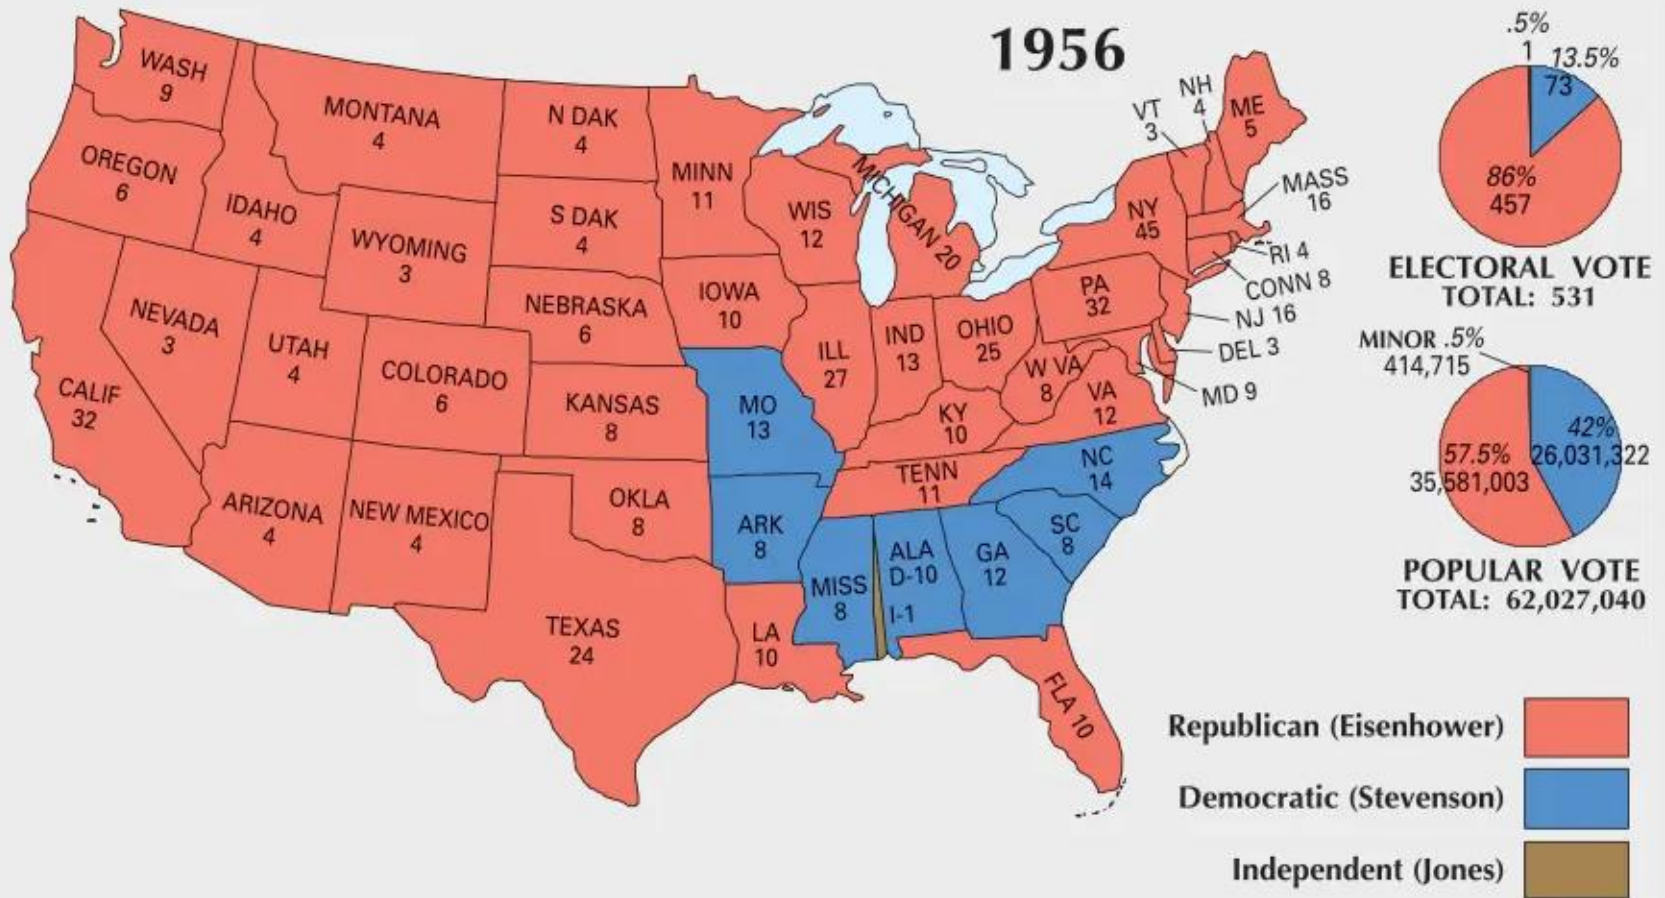 1956
WASH
9
OREGON
6
CALIF
32
NEVADA
3
IDAHO
4
MONTANA
4
WYOMING
3
UTAH
4
COLORADO
6
ARIZONA
4
NEW MEXICO
4
N DAK
4
S DAK
4
NEBRASKA
6
KANSAS
8
OKLA
8
TEXAS
24
MINN
11
IOWA
10
MO
13
ARK
8
LA
10
WIS
12
ILL
27
MICHIGAN 20
IND
13
OHIO
25
KY
10
TENN
11
MISS
8
ALA
D-10
I-1
GA
12
FLA 10
SC
8
NC
14
VA
12
W VA
8
PA
32
NY
45
VT
3
NH
4
ME
5
MASS
16
RI 4
CONN 8
NJ 16
DEL 3
MD 9
.5%
1
13.5%
73
86%
457
ELECTORAL VOTE
TOTAL: 531
MINOR .5%
414,715
42%
26,031,322
57.5%
35,581,003
POPULAR VOTE
TOTAL: 62,027,040
Republican (Eisenhower)
Democratic (Stevenson)
Independent (Jones)